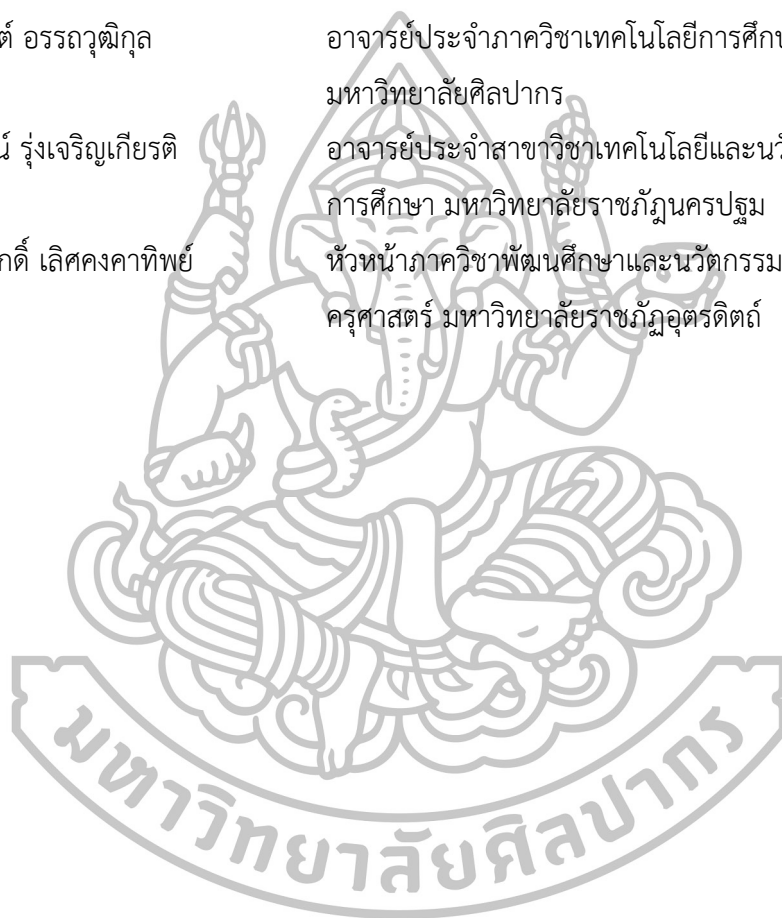 ต์ อรรถวุฒิกุล อาจารย์ประจำภาควิชาเทคโนโลยีการศึกษ
มหาวิทยาลัยศิลปากร
น์ รุ่งเจริญเกียรติ อาจารย์ประจำสาขาวิชาเทคโนโลยีและนวั
การศึกษา มหาวิทยาลัยราชภัฎนครปฐม
กดิ์ เลิศคงคาทิพย์ หัวหน้าภาควิชาพัฒนศึกษาและนวัตกรรม
ครุศาสตร์ มหาวิทยาลัยราชภัฏอุตรดิตถ์
มหาวิทยาลัยศิลปากร